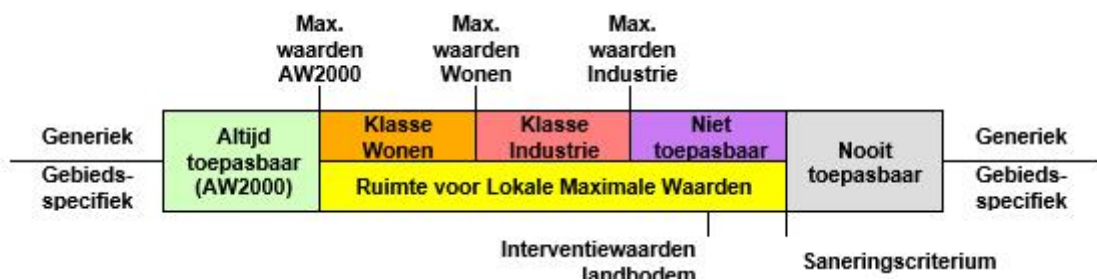 Max.
waarden
AW2000
Max.
waarden
Wonen
Max.
waarden
Industrie
Generiek
Gebieds-
specifiek
Altijd
toepasbaar
(AW2000)
Klasse
Wonen
Klasse
Industrie
Niet
toepasbaar
Ruimte voor Lokale Maximale Waarden
Nooit
toepasbaar
Generiek
Gebieds-
specifiek
Interventiewaarden
landbodem
Saneringscriterium